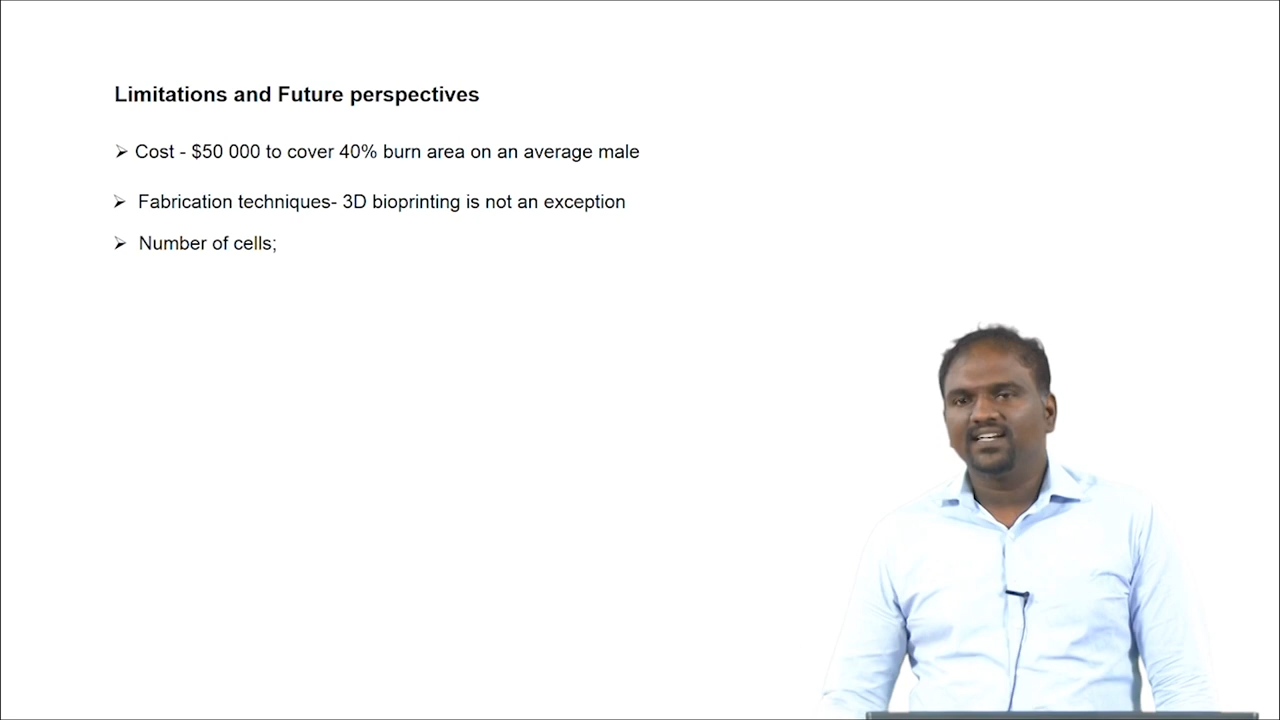 Limitations and Future perspectives
➢ Cost - $50 000 to cover 40% burn area on an average male
➢ Fabrication techniques- 3D bioprinting is not an exception
➢ Number of cells;